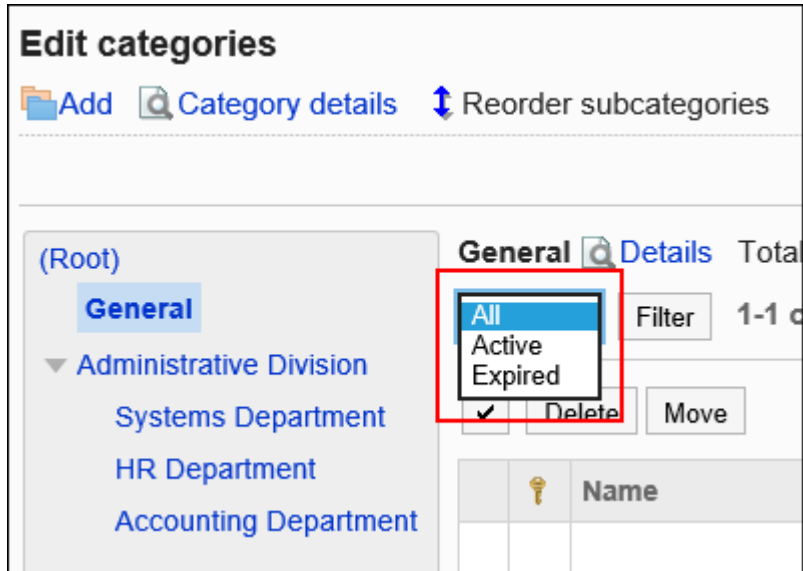 Edit categories
Add Category details Reorder subcategories
(Root)
General
Administrative Division
Systems Department
HR Department
Accounting Department
General Details Total
All
Active
Expired
Filter 1-1
Delete Move
Name